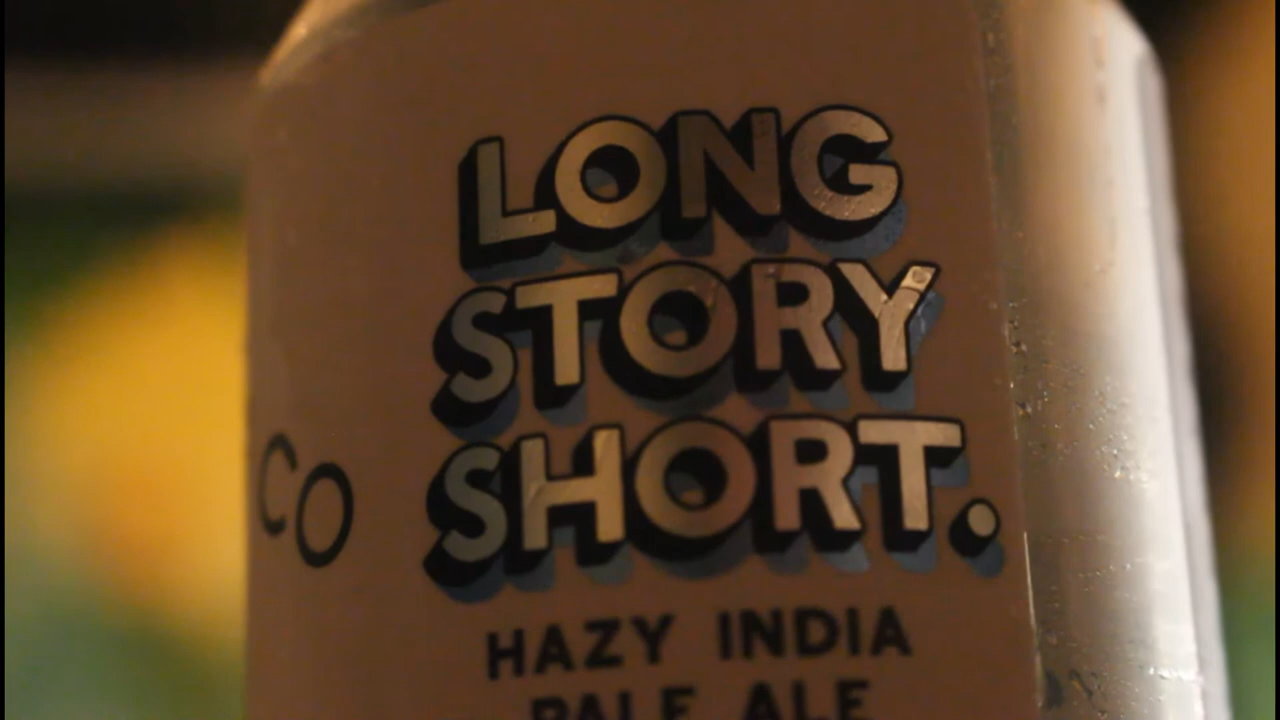 LONG
STORY
SHORT.
CO
HAZY INDIA
PALE ALE